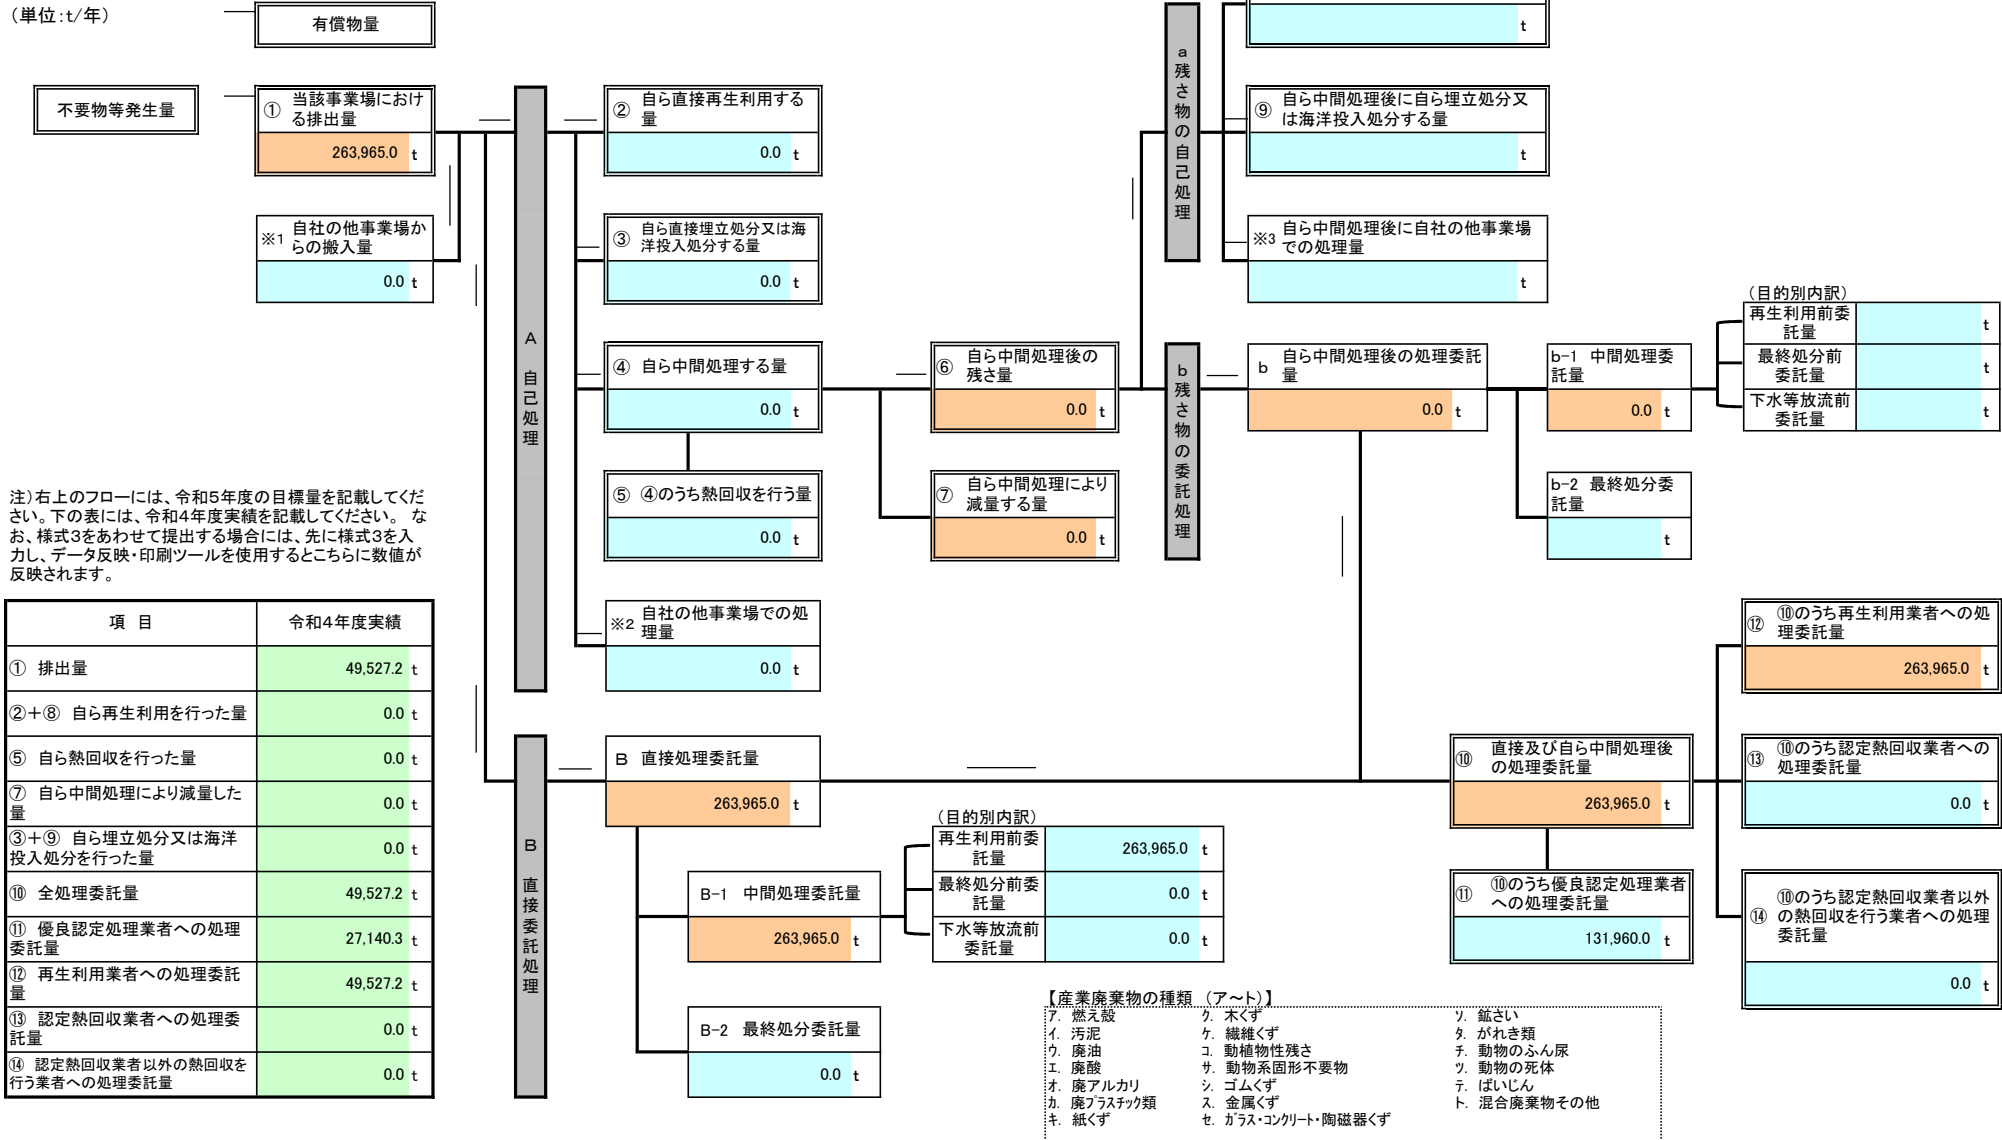 (単位:t/年)
有償物量
不要物等発生量
① 当該事業場におけ
る排出量
263,965.0 t
※1 自社の他事業場か
らの搬入量
0.0 t
A 自己処理
② 自ら直接再生利用する
量
0.0 t
③ 自ら直接埋立処分又は海
洋投入処分する量
0.0 t
④ 自ら中間処理する量
0.0 t
⑤ ④のうち熱回収を行う量
0.0 t
※2 自社の他事業場での処
理量
0.0 t
⑥ 自ら中間処理後の
残さ量
0.0 t
⑦ 自ら中間処理により
減量する量
0.0 t
a 残さ物の自己処理
t
⑨ 自ら中間処理後に自ら埋立処分又
は海洋投入処分する量
t
※3 自ら中間処理後に自社の他事業場
での処理量
t
b 残さ物の委託処理
b 自ら中間処理後の処理委託
量
0.0 t
b-1 中間処理委
託量
0.0 t
b-2 最終処分委
託量
t
(目的別内訳)
再生利用前委
託量
t
最終処分前
委託量
t
下水等放流前
委託量
t
注)右上のフローには、令和5年度の目標量を記載してくだ
さい。下の表には、令和4年度実績を記載してください。 な
お、様式3をあわせて提出する場合には、先に様式3を入
力し、データ反映・印刷ツールを使用するとこちらに数値が
反映されます。
項 目 令和4年度実績
① 排出量 49,527.2 t
②+⑧ 自ら再生利用を行った量 0.0 t
⑤ 自ら熱回収を行った量 0.0 t
⑦ 自ら中間処理により減量した
量 0.0 t
③+⑨ 自ら埋立処分又は海洋
投入処分を行った量 0.0 t
⑩ 全処理委託量 49,527.2 t
⑪ 優良認定処理業者への処理
委託量 27,140.3 t
⑫ 再生利用業者への処理委託
量 49,527.2 t
⑬ 認定熱回収業者への処理委
託量 0.0 t
⑭ 認定熱回収業者以外の熱回収を
行う業者への処理委託量 0.0 t
B 直接委託処理
B 直接処理委託量
263,965.0 t
B-1 中間処理委託量
263,965.0 t
B-2 最終処分委託量
0.0 t
(目的別内訳)
再生利用前委
託量
263,965.0 t
最終処分前委
託量
0.0 t
下水等放流前
委託量
0.0 t
⑩ 直接及び自ら中間処理後
の処理委託量
263,965.0 t
⑪ ⑩のうち優良認定処理業者
への処理委託量
131,960.0 t
⑫ ⑩のうち再生利用業者への処
理委託量
263,965.0 t
⑬ ⑩のうち認定熱回収業者への
処理委託量
0.0 t
⑭ ⑩のうち認定熱回収業者以外
の熱回収を行う業者への処理
委託量
0.0 t
【産業廃棄物の種類 (ア～ト)】
ア. 燃え殻 ク. 木くず ソ. 鉱さい
イ. 汚泥 ケ. 繊維くず タ. がれき類
ウ. 廃油 コ. 動植物性残さ チ. 動物のふん尿
エ. 廃酸 サ. 動物系固形不要物 ツ. 動物の死体
オ. 廃アルカリ シ. ゴムくず テ. ばいじん
カ. 廃プラスチック類 ス. 金属くず ト. 混合廃棄物その他
キ. 紙くず セ. ガラス・コンクリート・陶磁器くず